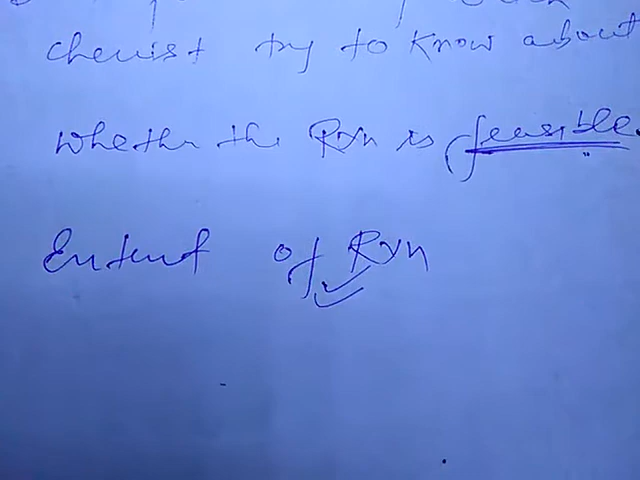 chemist try to know about
whether the Rxn is feasible.
Extent of Rxn